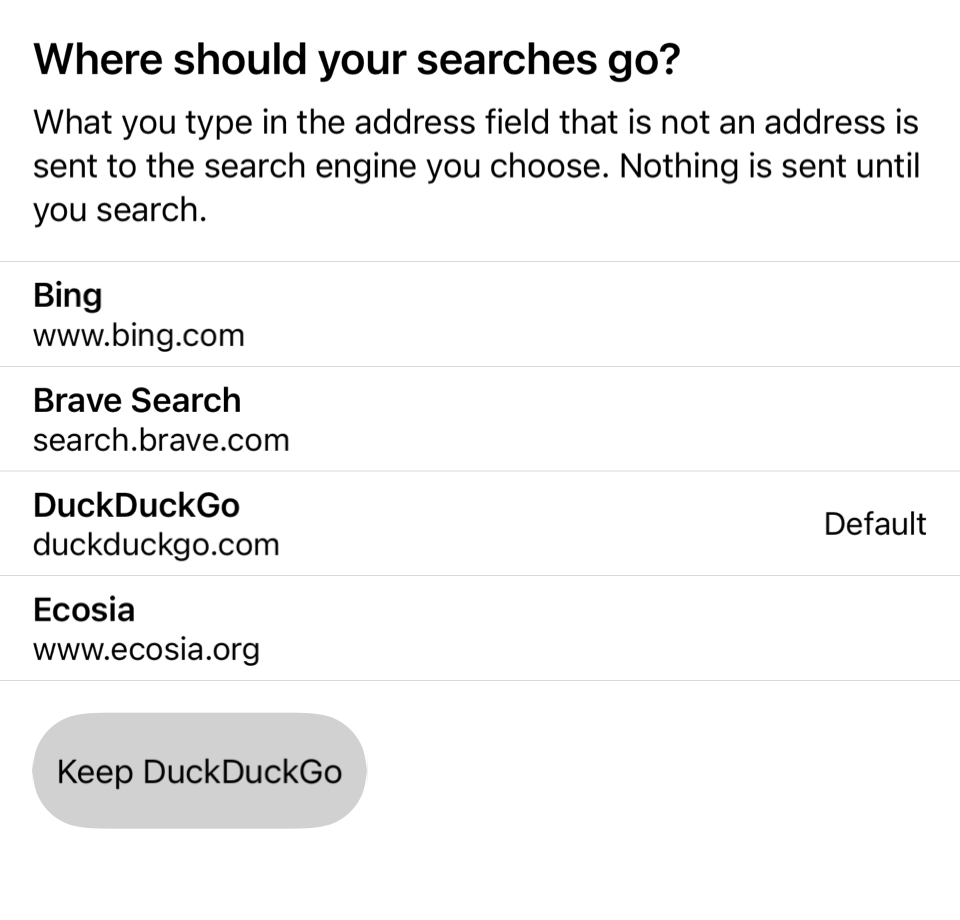 Where should your searches go?
What you type in the address field that is not an address is
sent to the search engine you choose. Nothing is sent until
you search.
Bing
www.bing.com
Brave Search
search.brave.com
DuckDuckGo
duckduckgo.com
Default
Ecosia
www.ecosia.org
Keep DuckDuckGo